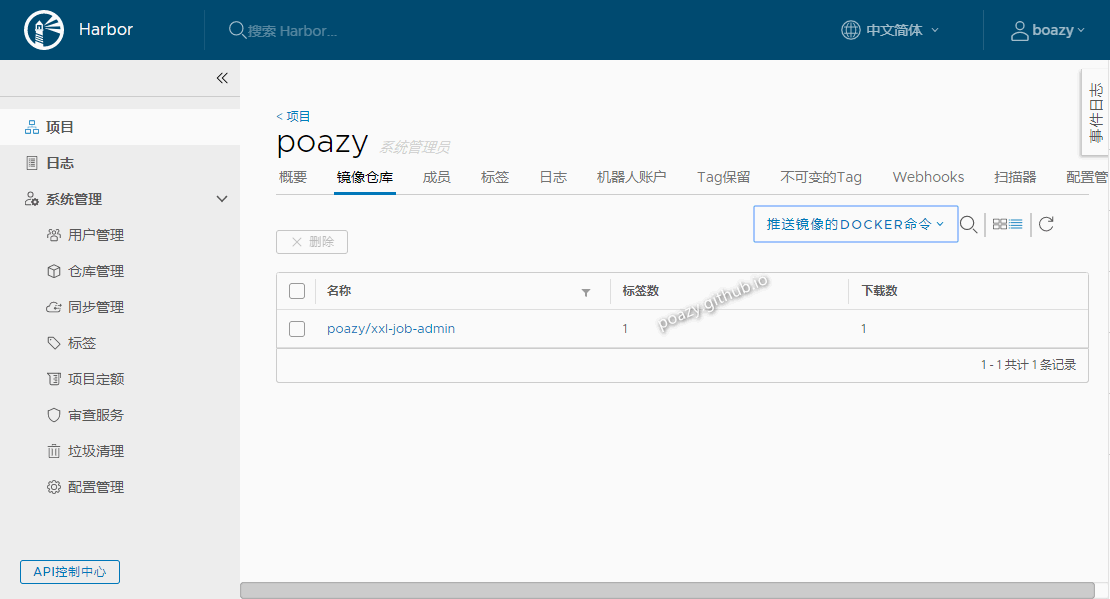 Harbor
搜索 Harbor...
中文简体
boazy
事件日志
项目
日志
系统管理
用户管理
仓库管理
同步管理
标签
项目定额
审查服务
垃圾清理
配置管理
API控制中心
< 项目
poazy 系统管理员
概要 镜像仓库 成员 标签 日志 机器人账户 Tag保留 不可变的Tag Webhooks 扫描器 配置管
推送镜像的DOCKER命令
删除
名称 标签数 下载数
poazy/xxl-job-admin 1 1
1 - 1 共计 1 条记录
poazy.github.io